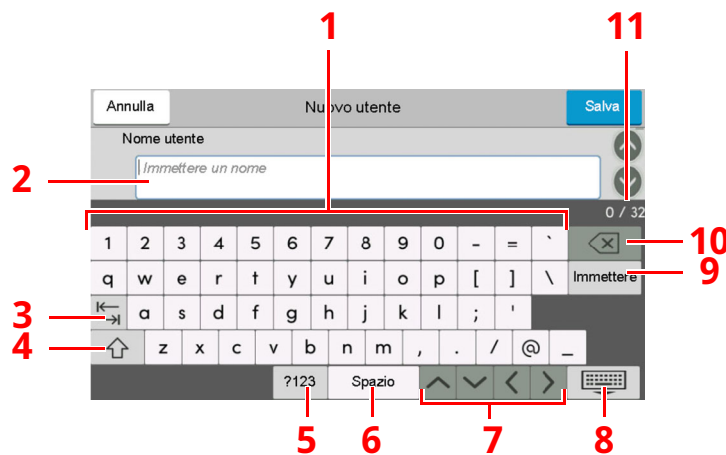 1 11
Annulla Nuovo utente Salva
Nome utente
2 Immettere un nome
0 / 32
1 2 3 4 5 6 7 8 9 0 - = ` 10
q w e r t y u i o p [ ] \ Immettere 9
3 a s d f g h j k l ; '
4 z x c v b n m , . / @ _
?123 Spazio
5 6 7 8